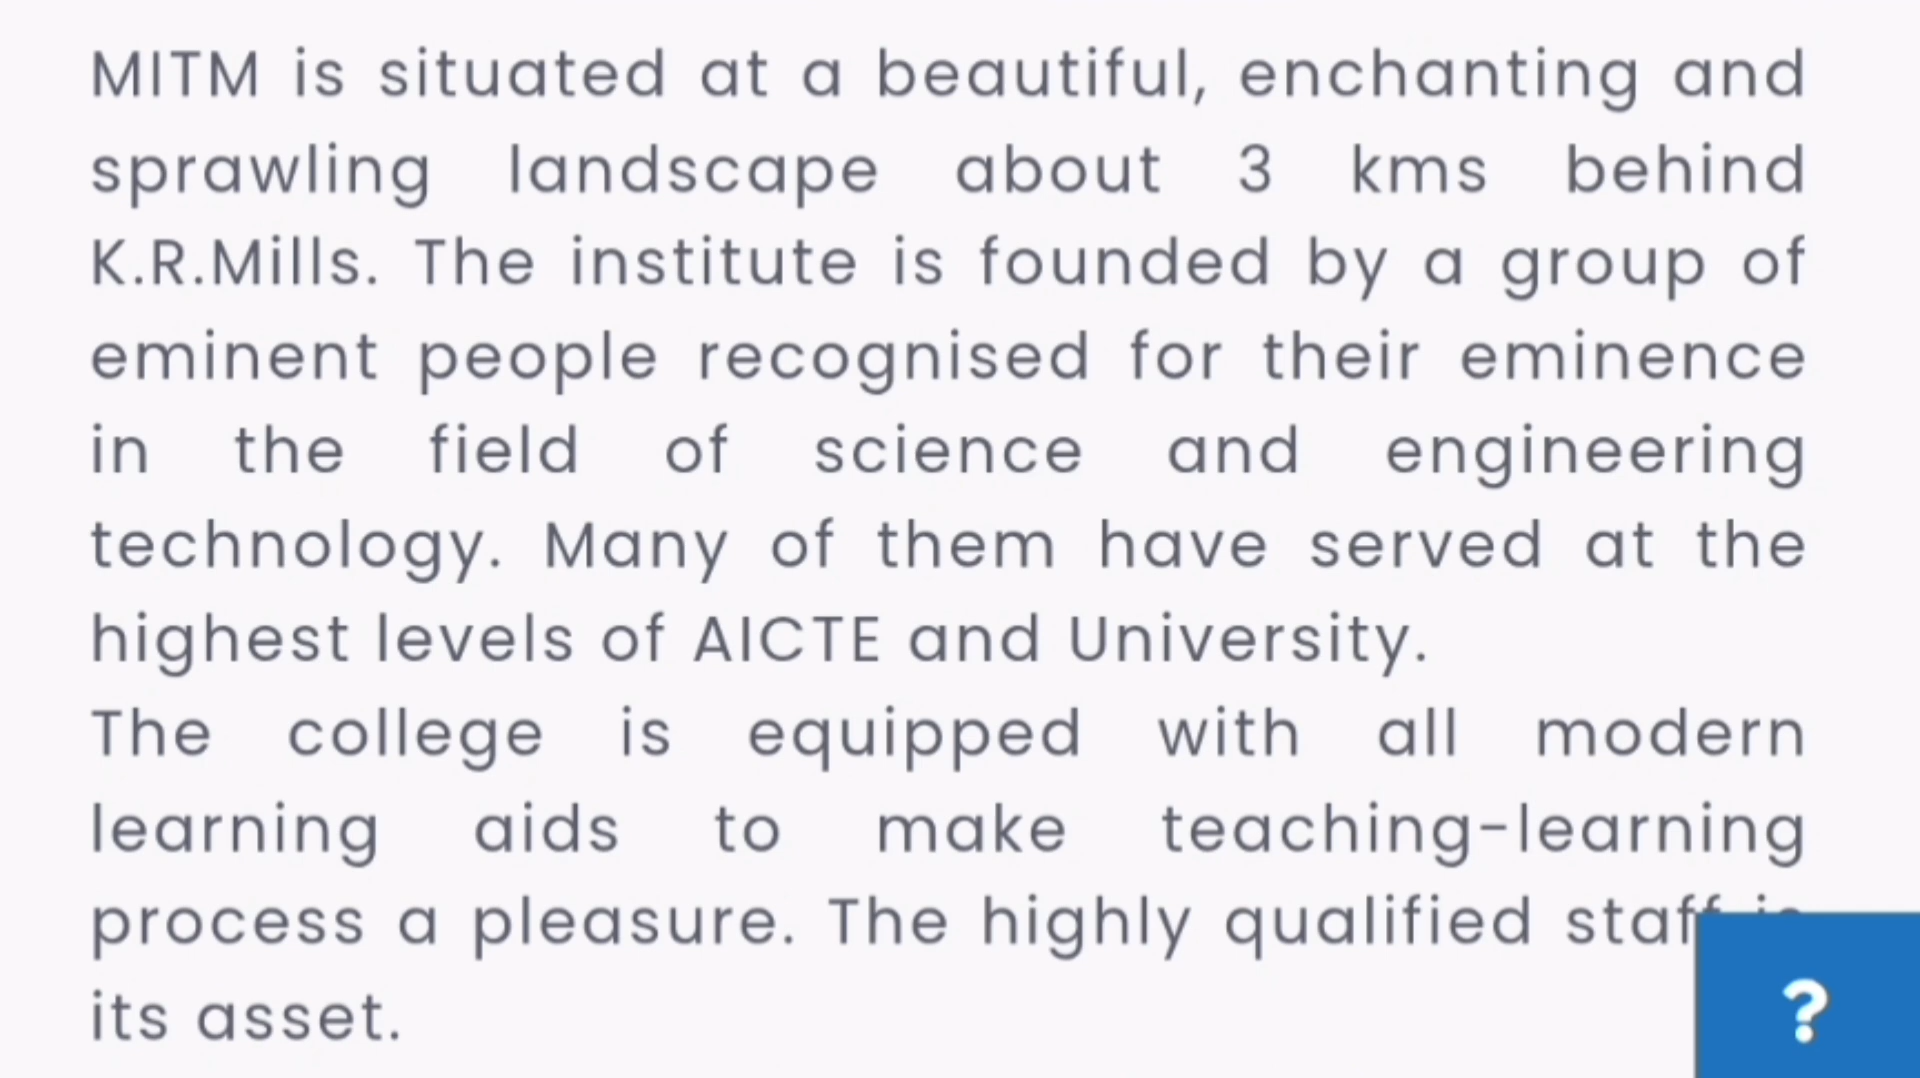 MITM is situated at a beautiful, enchanting and
sprawling landscape about 3 kms behind
K.R.Mills. The institute is founded by a group of
eminent people recognised for their eminence
in the field of science and engineering
technology. Many of them have served at the
highest levels of AICTE and University.
The college is equipped with all modern
learning aids to make teaching-learning
process a pleasure. The highly qualified staff is
its asset.
?